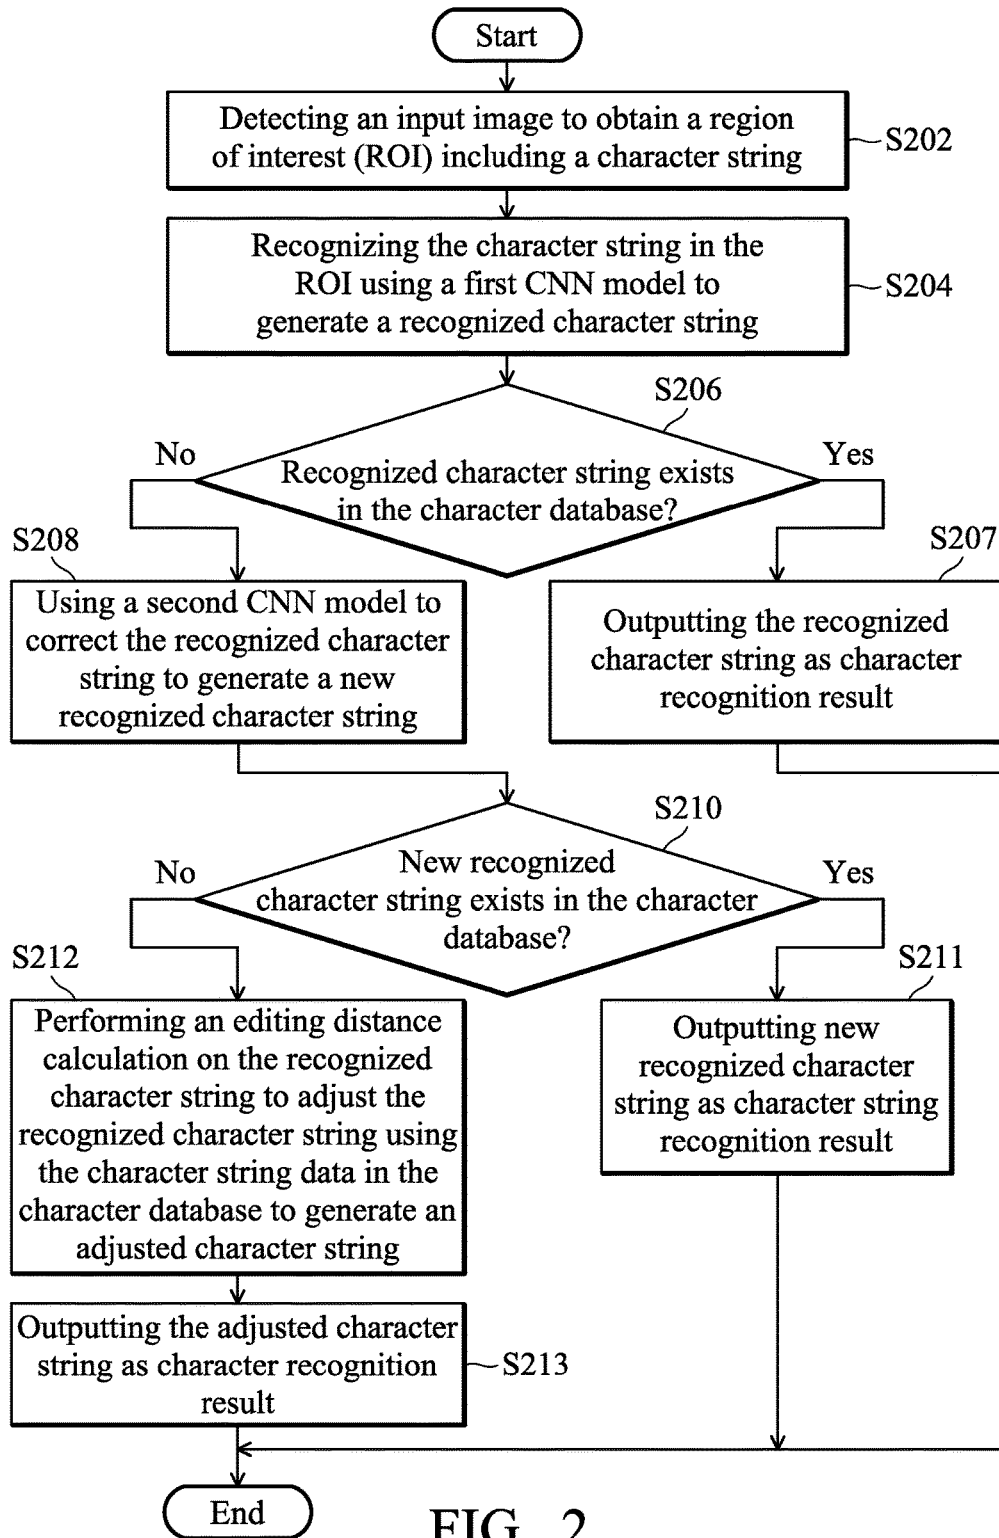 Start
Detecting an input image to obtain a region
of interest (ROI) including a character string
S202
Recognizing the character string in the
ROI using a first CNN model to
generate a recognized character string
S204
S206
No
Yes
Recognized character string exists
in the character database?
S208
S207
Using a second CNN model to
correct the recognized character
string to generate a new
recognized character string
Outputting the recognized
character string as character
recognition result
S210
No
Yes
New recognized
character string exists in the character
database?
S212
S211
Performing an editing distance
calculation on the recognized
character string to adjust the
recognized character string using
the character string data in the
character database to generate an
adjusted character string
Outputting new
recognized character
string as character string
recognition result
Outputting the adjusted character
string as character recognition
result
S213
End
FIG. 2